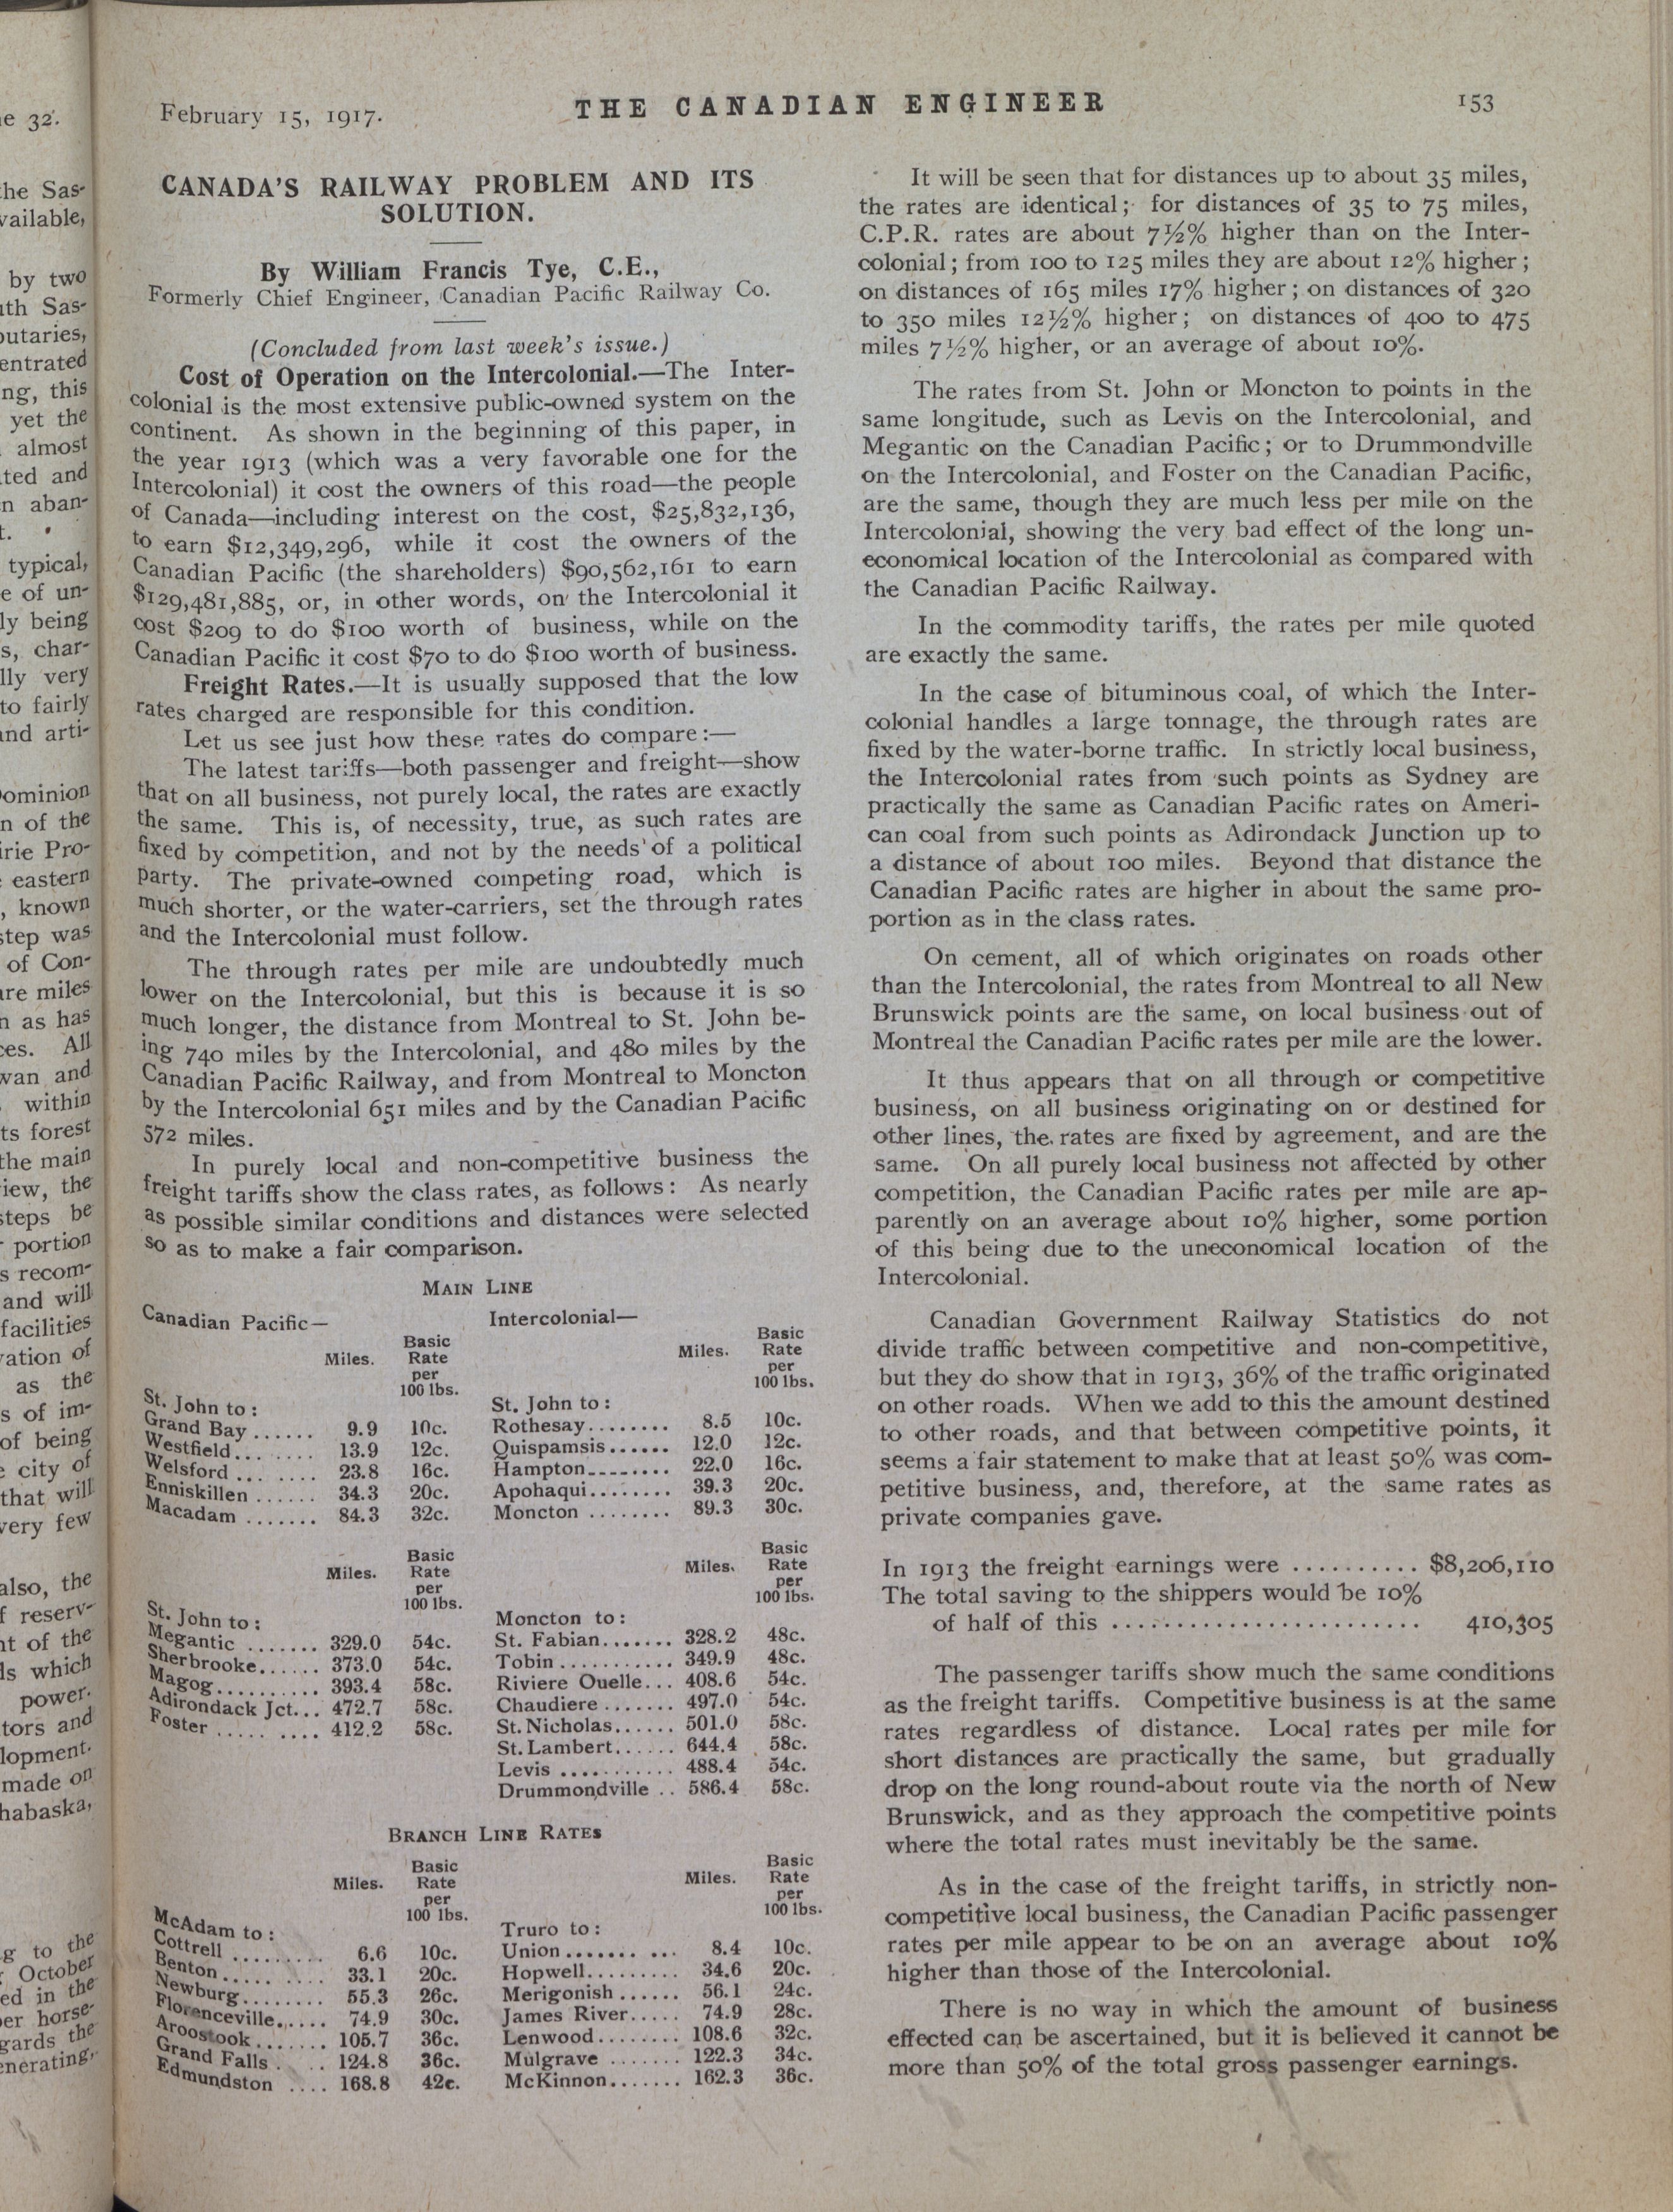 February 15, 1917.
THE CANADIAN ENGINEER
153
CANADA'S RAILWAY PROBLEM AND ITS
SOLUTION.
By William Francis Tye, C.E.,
Formerly Chief Engineer, Canadian Pacific Railway Co.
(Concluded from last week's issue.)
Cost of Operation on the Intercolonial.—The Inter-
colonial is the most extensive public-owned system on the
continent. As shown in the beginning of this paper, in
the year 1913 (which was a very favorable one for the
Intercolonial) it cost the owners of this road—the people
of Canada—including interest on the cost, $25,832,136,
to earn $12,349,296, while it cost the owners of the
Canadian Pacific (the shareholders) $90,562,161 to earn
$129,481,885, or, in other words, on the Intercolonial it
cost $209 to do $100 worth of business, while on the
Canadian Pacific it cost $70 to do $100 worth of business.
Freight Rates.—It is usually supposed that the low
rates charged are responsible for this condition.
Let us see just how these rates do compare:—
The latest tariffs—both passenger and freight—show
that on all business, not purely local, the rates are exactly
the same. This is, of necessity, true, as such rates are
fixed by competition, and not by the needs of a political
party. The private-owned competing road, which is
much shorter, or the water-carriers, set the through rates
and the Intercolonial must follow.
The through rates per mile are undoubtedly much
lower on the Intercolonial, but this is because it is so
much longer, the distance from Montreal to St. John be-
ing 740 miles by the Intercolonial, and 480 miles by the
Canadian Pacific Railway, and from Montreal to Moncton
by the Intercolonial 651 miles and by the Canadian Pacific
572 miles.
In purely local and non-competitive business the
freight tariffs show the class rates, as follows: As nearly
as possible similar conditions and distances were selected
so as to make a fair comparison.
MAIN LINE
Canadian Pacific— Intercolonial—
Miles. Basic Rate per 100 lbs. Miles. Basic Rate per 100 lbs.
St. John to: St. John to:
Grand Bay ...... 9.9 10c. Rothesay........ 8.5 10c.
Westfield... ...... 13.9 12c. Quispamsis...... 12.0 12c.
Welsford ... ...... 23.8 16c. Hampton........ 22.0 16c.
Enniskillen ...... 34.3 20c. Apohaqui........ 39.3 20c.
Macadam ....... 84.3 32c. Moncton ........ 89.3 30c.
Miles. Basic Rate per 100 lbs. Miles. Basic Rate per 100 lbs.
St. John to: Moncton to:
Megantic ....... 329.0 54c. St. Fabian....... 328.2 48c.
Sherbrooke...... 373.0 54c. Tobin ........... 349.9 48c.
Magog.......... 393.4 58c. Riviere Ouelle... 408.6 54c.
Adirondack Jct... 472.7 58c. Chaudiere ....... 497.0 54c.
Foster ..... .... 412.2 58c. St. Nicholas...... 501.0 58c.
St. Lambert...... 644.4 58c.
Levis ........... 488.4 54c.
Drummondville .. 586.4 58c.
BRANCH LINE RATES
Miles. Basic Rate per 100 lbs. Miles. Basic Rate per 100 lbs.
McAdam to: Truro to:
Cottrell ......... 6.6 10c. Union....... ... 8.4 10c.
Benton..... ..... 33.1 20c. Hopwell......... 34.6 20c.
Newburg........ 55.3 26c. Merigonish ...... 56.1 24c.
Florenceville..... 74.9 30c. James River..... 74.9 28c.
Aroostook....... 105.7 36c. Lenwood........ 108.6 32c.
Grand Falls . .. 124.8 36c. Mulgrave ....... 122.3 34c.
Edmundston .... 168.8 42c. McKinnon....... 162.3 36c.
It will be seen that for distances up to about 35 miles,
the rates are identical; for distances of 35 to 75 miles,
C.P.R. rates are about 7½% higher than on the Inter-
colonial; from 100 to 125 miles they are about 12% higher;
on distances of 165 miles 17% higher; on distances of 320
to 350 miles 12½% higher; on distances of 400 to 475
miles 7½% higher, or an average of about 10%.
The rates from St. John or Moncton to points in the
same longitude, such as Levis on the Intercolonial, and
Megantic on the Canadian Pacific; or to Drummondville
on the Intercolonial, and Foster on the Canadian Pacific,
are the same, though they are much less per mile on the
Intercolonial, showing the very bad effect of the long un-
economical location of the Intercolonial as compared with
the Canadian Pacific Railway.
In the commodity tariffs, the rates per mile quoted
are exactly the same.
In the case of bituminous coal, of which the Inter-
colonial handles a large tonnage, the through rates are
fixed by the water-borne traffic. In strictly local business,
the Intercolonial rates from such points as Sydney are
practically the same as Canadian Pacific rates on Ameri-
can coal from such points as Adirondack Junction up to
a distance of about 100 miles. Beyond that distance the
Canadian Pacific rates are higher in about the same pro-
portion as in the class rates.
On cement, all of which originates on roads other
than the Intercolonial, the rates from Montreal to all New
Brunswick points are the same, on local business out of
Montreal the Canadian Pacific rates per mile are the lower.
It thus appears that on all through or competitive
business, on all business originating on or destined for
other lines, the rates are fixed by agreement, and are the
same. On all purely local business not affected by other
competition, the Canadian Pacific rates per mile are ap-
parently on an average about 10% higher, some portion
of this being due to the uneconomical location of the
Intercolonial.
Canadian Government Railway Statistics do not
divide traffic between competitive and non-competitive,
but they do show that in 1913, 36% of the traffic originated
on other roads. When we add to this the amount destined
to other roads, and that between competitive points, it
seems a fair statement to make that at least 50% was com-
petitive business, and, therefore, at the same rates as
private companies gave.
In 1913 the freight earnings were .......... $8,206,110
The total saving to the shippers would be 10%
of half of this ........................ 410,305
The passenger tariffs show much the same conditions
as the freight tariffs. Competitive business is at the same
rates regardless of distance. Local rates per mile for
short distances are practically the same, but gradually
drop on the long round-about route via the north of New
Brunswick, and as they approach the competitive points
where the total rates must inevitably be the same.
As in the case of the freight tariffs, in strictly non-
competitive local business, the Canadian Pacific passenger
rates per mile appear to be on an average about 10%
higher than those of the Intercolonial.
There is no way in which the amount of business
effected can be ascertained, but it is believed it cannot be
more than 50% of the total gross passenger earnings.